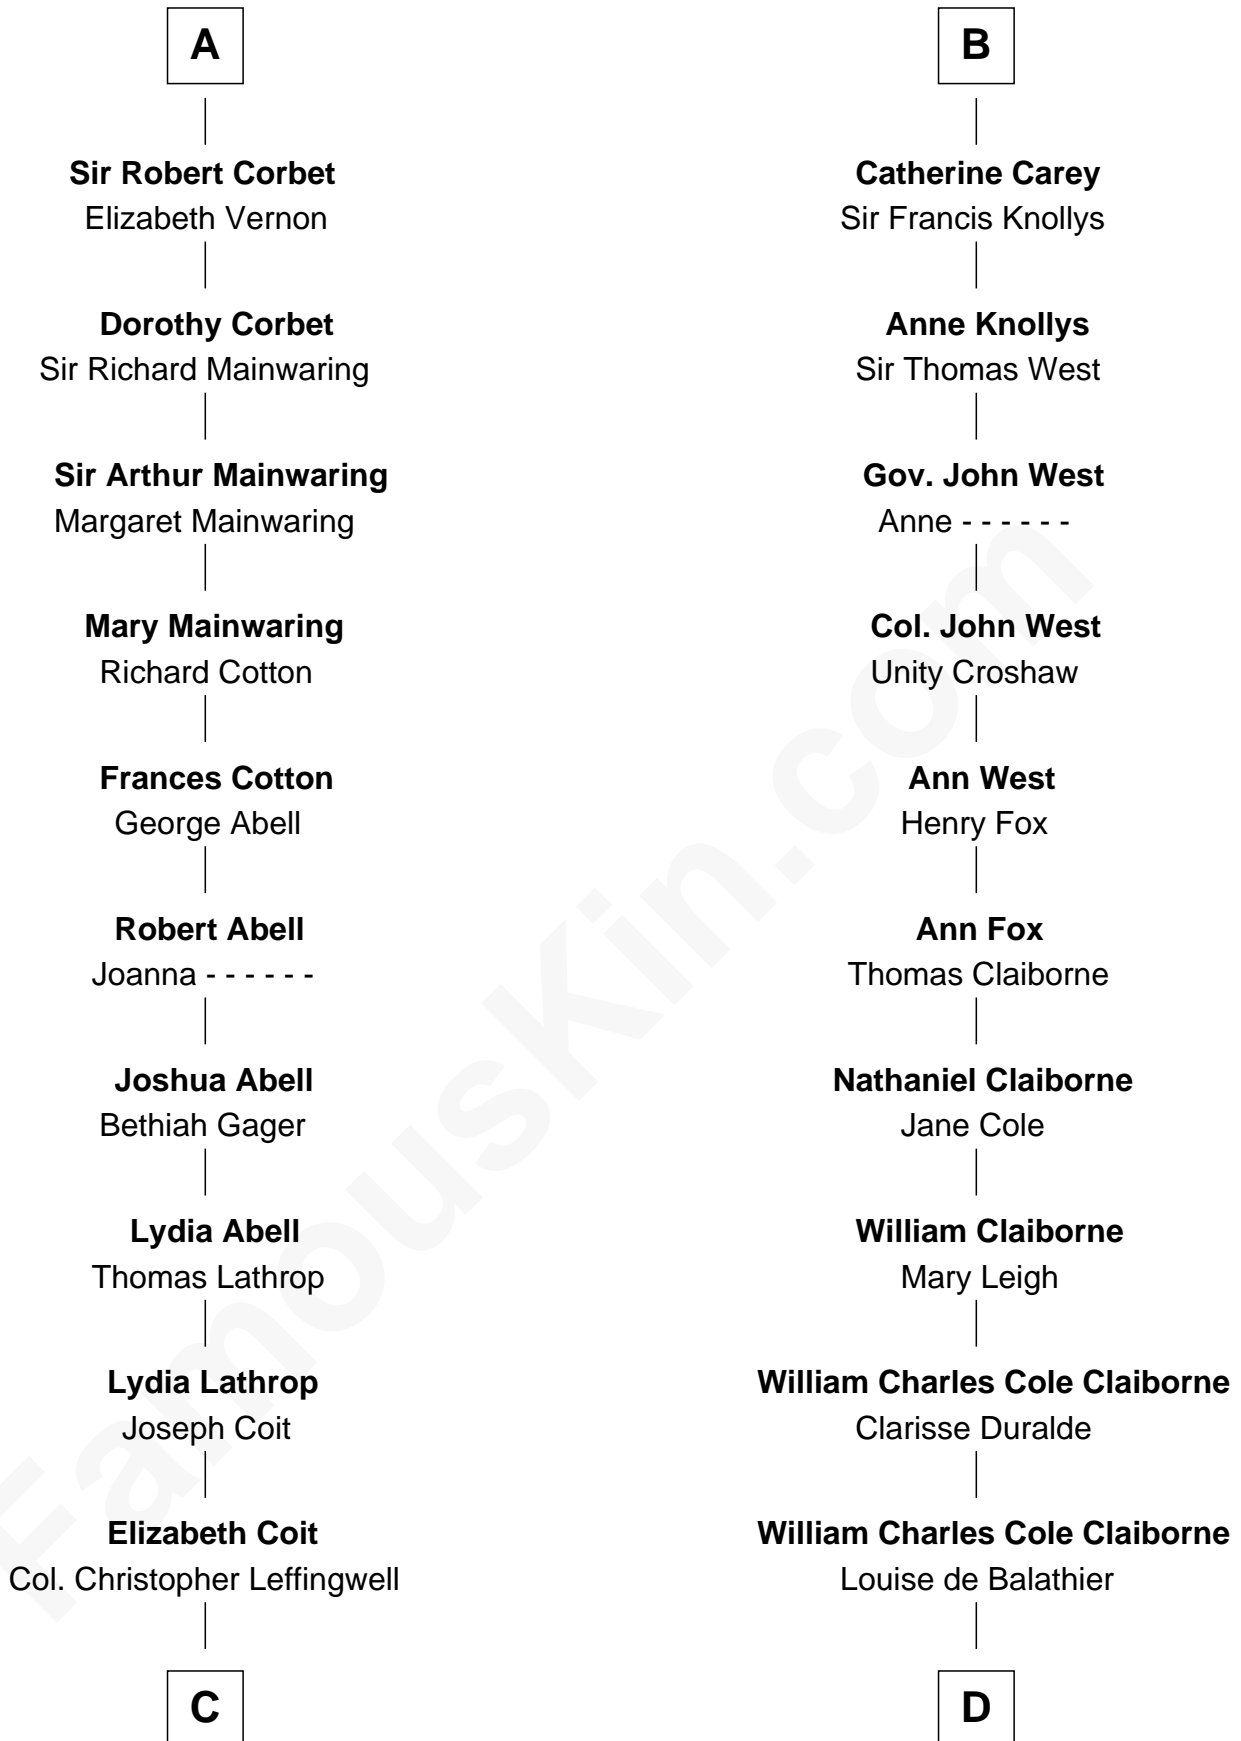 A
Sir Robert Corbet
Elizabeth Vernon
Dorothy Corbet
Sir Richard Mainwaring
Sir Arthur Mainwaring
Margaret Mainwaring
Mary Mainwaring
Richard Cotton
Frances Cotton
George Abell
Robert Abell
Joanna - - - - - -
Joshua Abell
Bethiah Gager
Lydia Abell
Thomas Lathrop
Lydia Lathrop
Joseph Coit
Elizabeth Coit
Col. Christopher Leffingwell
C
B
Catherine Carey
Sir Francis Knollys
Anne Knollys
Sir Thomas West
Gov. John West
Anne - - - - - -
Col. John West
Unity Croshaw
Ann West
Henry Fox
Ann Fox
Thomas Claiborne
Nathaniel Claiborne
Jane Cole
William Claiborne
Mary Leigh
William Charles Cole Claiborne
Clarisse Duralde
William Charles Cole Claiborne
Louise de Balathier
D
FamousKin.com